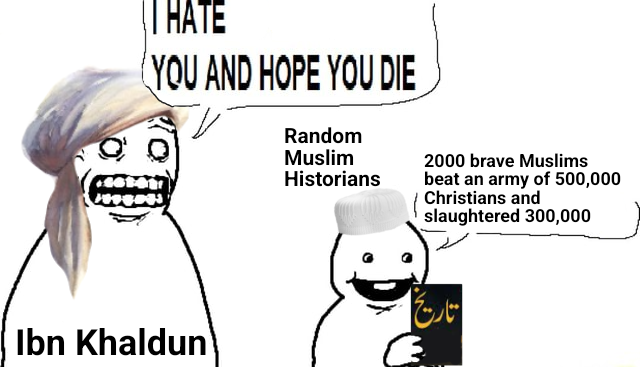 I HATE
YOU AND HOPE YOU DIE
Random
Muslim
Historians
2000 brave Muslims
beat an army of 500,000
Christians and
slaughtered 300,000
تاریخ
Ibn Khaldun